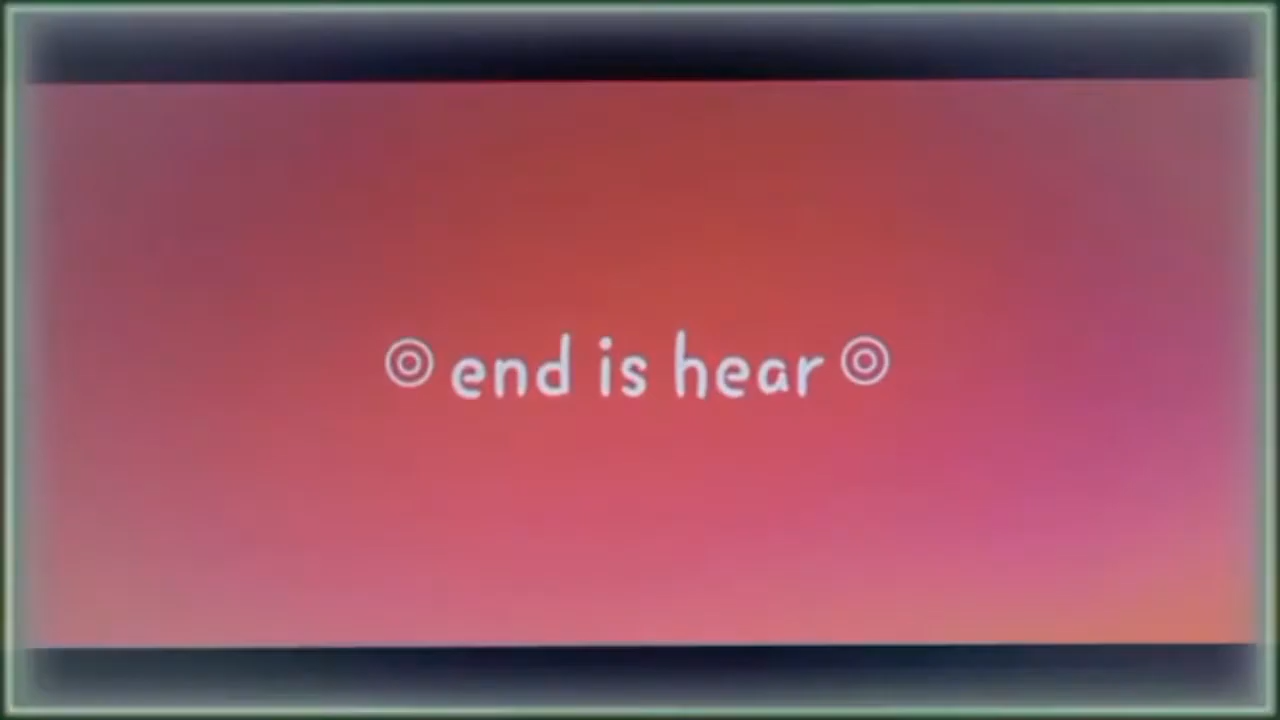 ◎ end is hear ◎